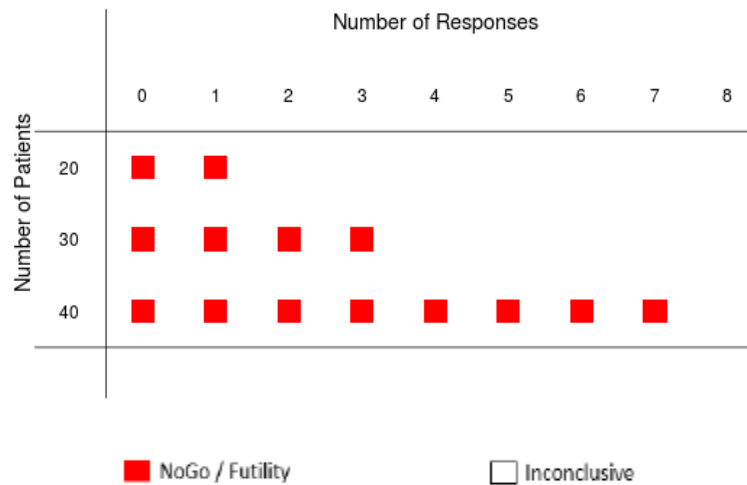 Number of Responses
0 1 2 3 4 5 6 7 8
Number of Patients
20
30
40
NoGo / Futility
Inconclusive